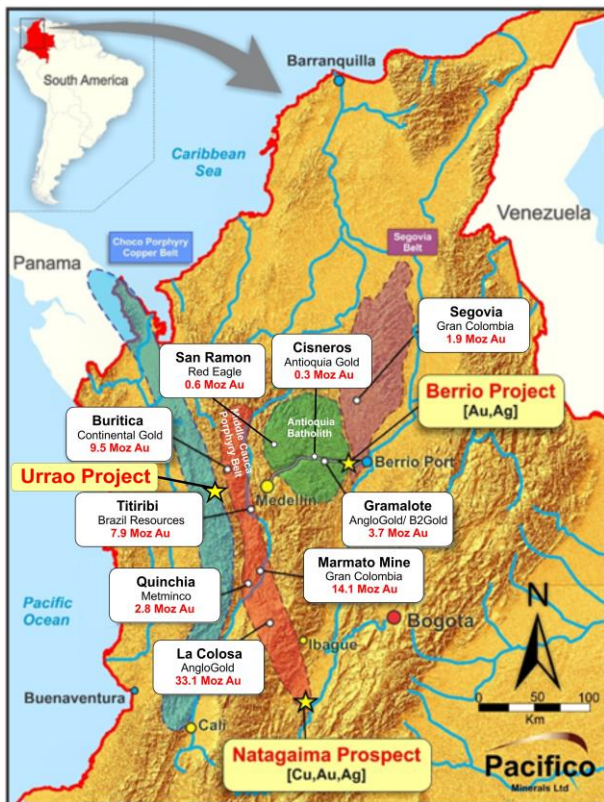 South America
Barranquilla
Caribbean
Sea
Venezuela
Choco Porphyry
Copper Belt
Segovia
Belt
Panama
Segovia
Gran Colombia
1.9 Moz Au
Cisneros
Antioquia Gold
0.3 Moz Au
San Ramon
Red Eagle
0.6 Moz Au
Berrio Project
[Au,Ag]
Buritica
Continental Gold
9.5 Moz Au
Middle Cauca
Porphyry Belt
Antioquia
Batholith
Berrio Port
Urrao Project
Medellin
Titiribi
Brazil Resources
7.9 Moz Au
Gramalote
AngloGold/ B2Gold
3.7 Moz Au
Quinchia
Metminco
2.8 Moz Au
Marmato Mine
Gran Colombia
14.1 Moz Au
Pacific
Ocean
N
Bogota
La Colosa
AngloGold
33.1 Moz Au
Ibague
Buenaventura
0 50 100
Km
Cali
Natagaima Prospect
[Cu,Au,Ag]
Pacifico
Minerals Ltd